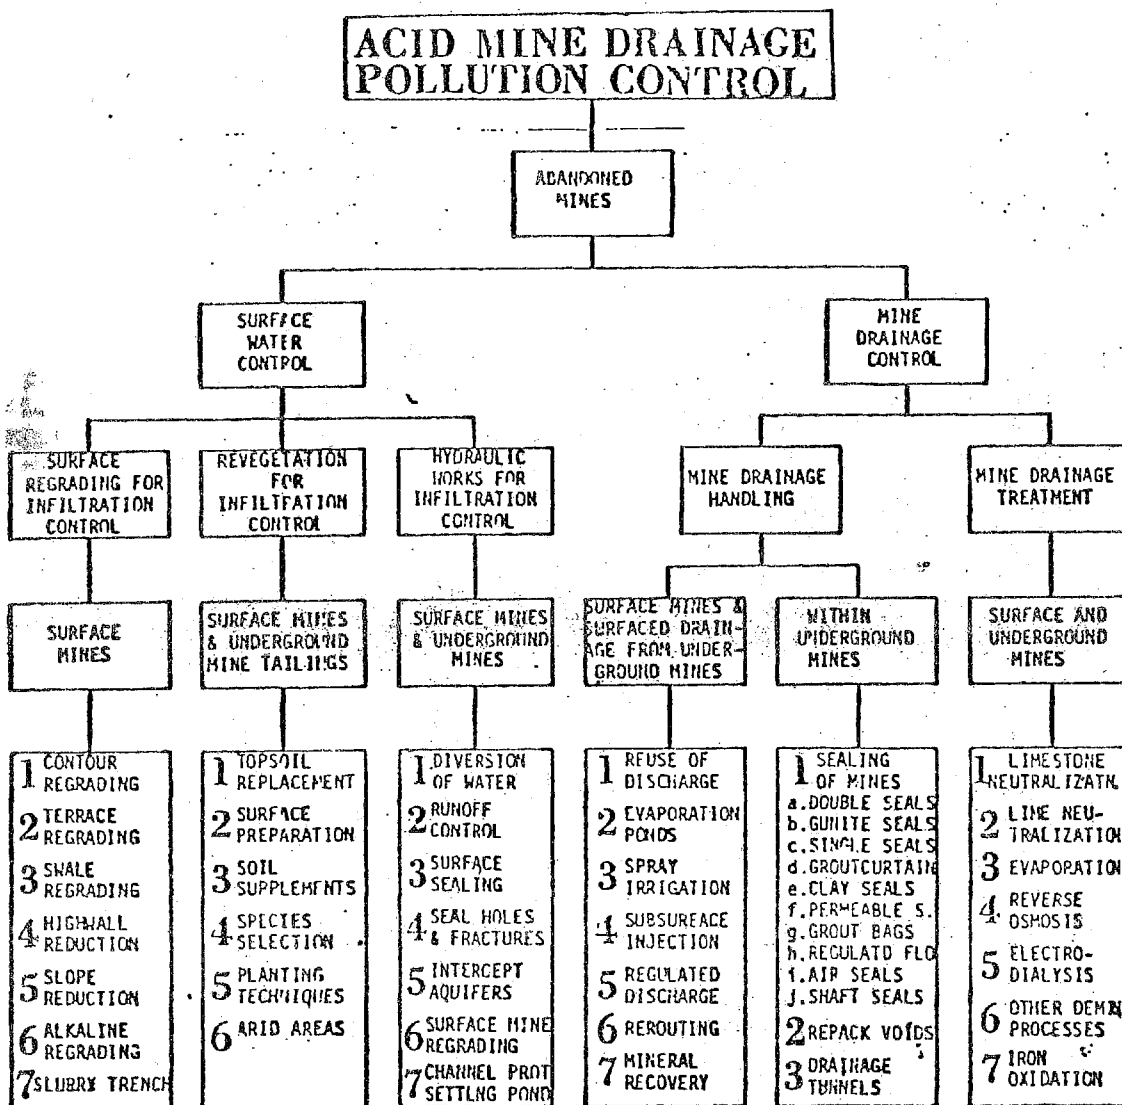 ACID MINE DRAINAGE
POLLUTION CONTROL
ABANDONED
MINES
SURFACE
WATER
CONTROL
MINE
DRAINAGE
CONTROL
SURFACE
REGRADING FOR
INFILTRATION
CONTROL
REVEGETATION
FOR
INFILTRATION
CONTROL
HYDRAULIC
WORKS FOR
INFILTRATION
CONTROL
MINE DRAINAGE
HANDLING
MINE DRAINAGE
TREATMENT
SURFACE
MINES
SURFACE MINES
& UNDERGROUND
MINE TAILINGS
SURFACE MINES
& UNDERGROUND
MINES
SURFACE MINES &
SURFACED DRAIN-
AGE FROM UNDER-
GROUND MINES
WITHIN
UNDERGROUND
MINES
SURFACE AND
UNDERGROUND
MINES
1 CONTOUR
REGRADING
2 TERRACE
REGRADING
3 SWALE
REGRADING
4 HIGHWALL
REDUCTION
5 SLOPE
REDUCTION
6 ALKALINE
REGRADING
7 SLURRY TRENCH
1 TOPSOIL
REPLACEMENT
2 SURFACE
PREPARATION
3 SOIL
SUPPLEMENTS
4 SPECIES
SELECTION
5 PLANTING
TECHNIQUES
6 ARID AREAS
1 DIVERSION
OF WATER
2 RUNOFF
CONTROL
3 SURFACE
SEALING
4 SEAL HOLES
& FRACTURES
5 INTERCEPT
AQUIFERS
6 SURFACE MINE
REGRADING
7 CHANNEL PROT
SETTLNG POND
1 REUSE OF
DISCHARGE
2 EVAPORATION
PONDS
3 SPRAY
IRRIGATION
4 SUBSUREACE
INJECTION
5 REGULATED
DISCHARGE
6 REROUTING
7 MINERAL
RECOVERY
1 SEALING
OF MINES
a. DOUBLE SEALS
b. GUNITE SEALS
c. SINGLE SEALS
d. GROUTCURTAIN
e. CLAY SEALS
f. PERMEABLE S.
g. GROUT BAGS
h. REGULATD FLO
i. AIR SEALS
j. SHAFT SEALS
2 REPACK VOIDS
3 DRAINAGE
TUNNELS
1 LIMESTONE
NEUTRALIZATN.
2 LIME NEU-
TRALIZATION
3 EVAPORATION
4 REVERSE
OSMOSIS
5 ELECTRO-
DIALYSIS
6 OTHER DEMIN
PROCESSES
7 IRON
OXIDATION